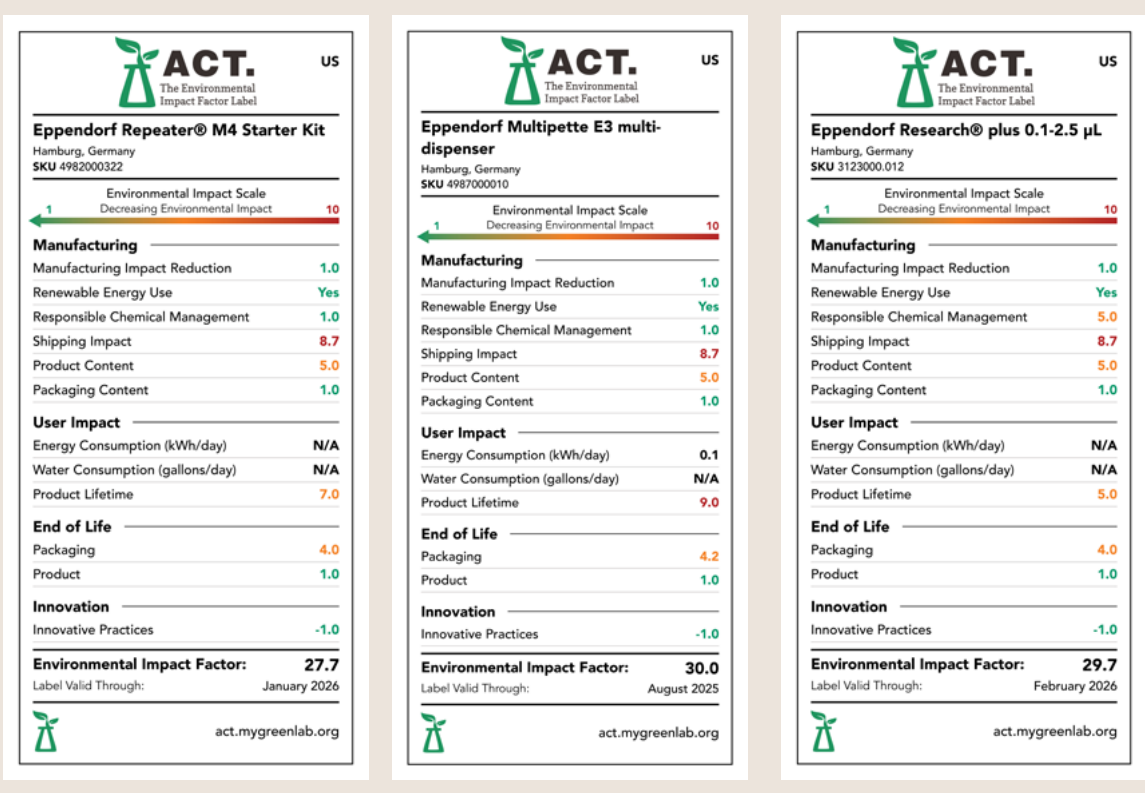 ACT.
US
The Environmental
Impact Factor Label
Eppendorf Repeater® M4 Starter Kit
Hamburg, Germany
SKU 4982000322
Environmental Impact Scale
1 Decreasing Environmental Impact 10
Manufacturing
Manufacturing Impact Reduction 1.0
Renewable Energy Use Yes
Responsible Chemical Management 1.0
Shipping Impact 8.7
Product Content 5.0
Packaging Content 1.0
User Impact
Energy Consumption (kWh/day) N/A
Water Consumption (gallons/day) N/A
Product Lifetime 7.0
End of Life
Packaging 4.0
Product 1.0
Innovation
Innovative Practices -1.0
Environmental Impact Factor: 27.7
Label Valid Through: January 2026
act.mygreenlab.org
ACT.
US
The Environmental
Impact Factor Label
Eppendorf Multipette E3 multi-
dispenser
Hamburg, Germany
SKU 4987000010
Environmental Impact Scale
1 Decreasing Environmental Impact 10
Manufacturing
Manufacturing Impact Reduction 1.0
Renewable Energy Use Yes
Responsible Chemical Management 1.0
Shipping Impact 8.7
Product Content 5.0
Packaging Content 1.0
User Impact
Energy Consumption (kWh/day) 0.1
Water Consumption (gallons/day) N/A
Product Lifetime 9.0
End of Life
Packaging 4.2
Product 1.0
Innovation
Innovative Practices -1.0
Environmental Impact Factor: 30.0
Label Valid Through: August 2025
act.mygreenlab.org
ACT.
US
The Environmental
Impact Factor Label
Eppendorf Research® plus 0.1-2.5 µL
Hamburg, Germany
SKU 3123000.012
Environmental Impact Scale
1 Decreasing Environmental Impact 10
Manufacturing
Manufacturing Impact Reduction 1.0
Renewable Energy Use Yes
Responsible Chemical Management 5.0
Shipping Impact 8.7
Product Content 5.0
Packaging Content 1.0
User Impact
Energy Consumption (kWh/day) N/A
Water Consumption (gallons/day) N/A
Product Lifetime 5.0
End of Life
Packaging 4.0
Product 1.0
Innovation
Innovative Practices -1.0
Environmental Impact Factor: 29.7
Label Valid Through: February 2026
act.mygreenlab.org